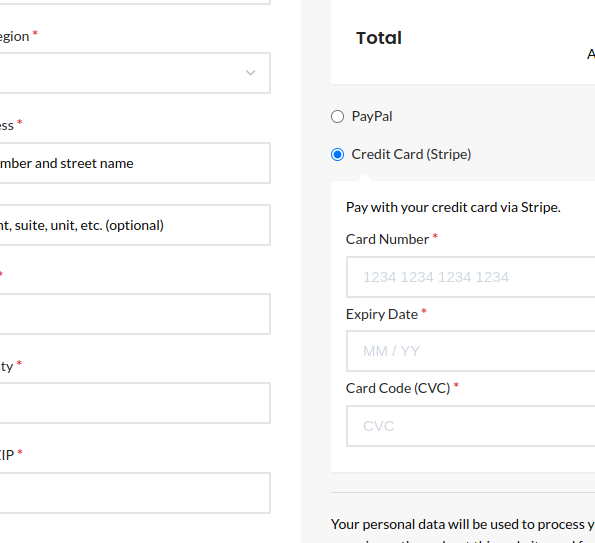 egion *
ess *
mber and street name
nt, suite, unit, etc. (optional)
*
ty *
ZIP *
Total
A
PayPal
Credit Card (Stripe)
Pay with your credit card via Stripe.
Card Number *
1234 1234 1234 1234
Expiry Date *
MM / YY
Card Code (CVC) *
CVC
Your personal data will be used to process y